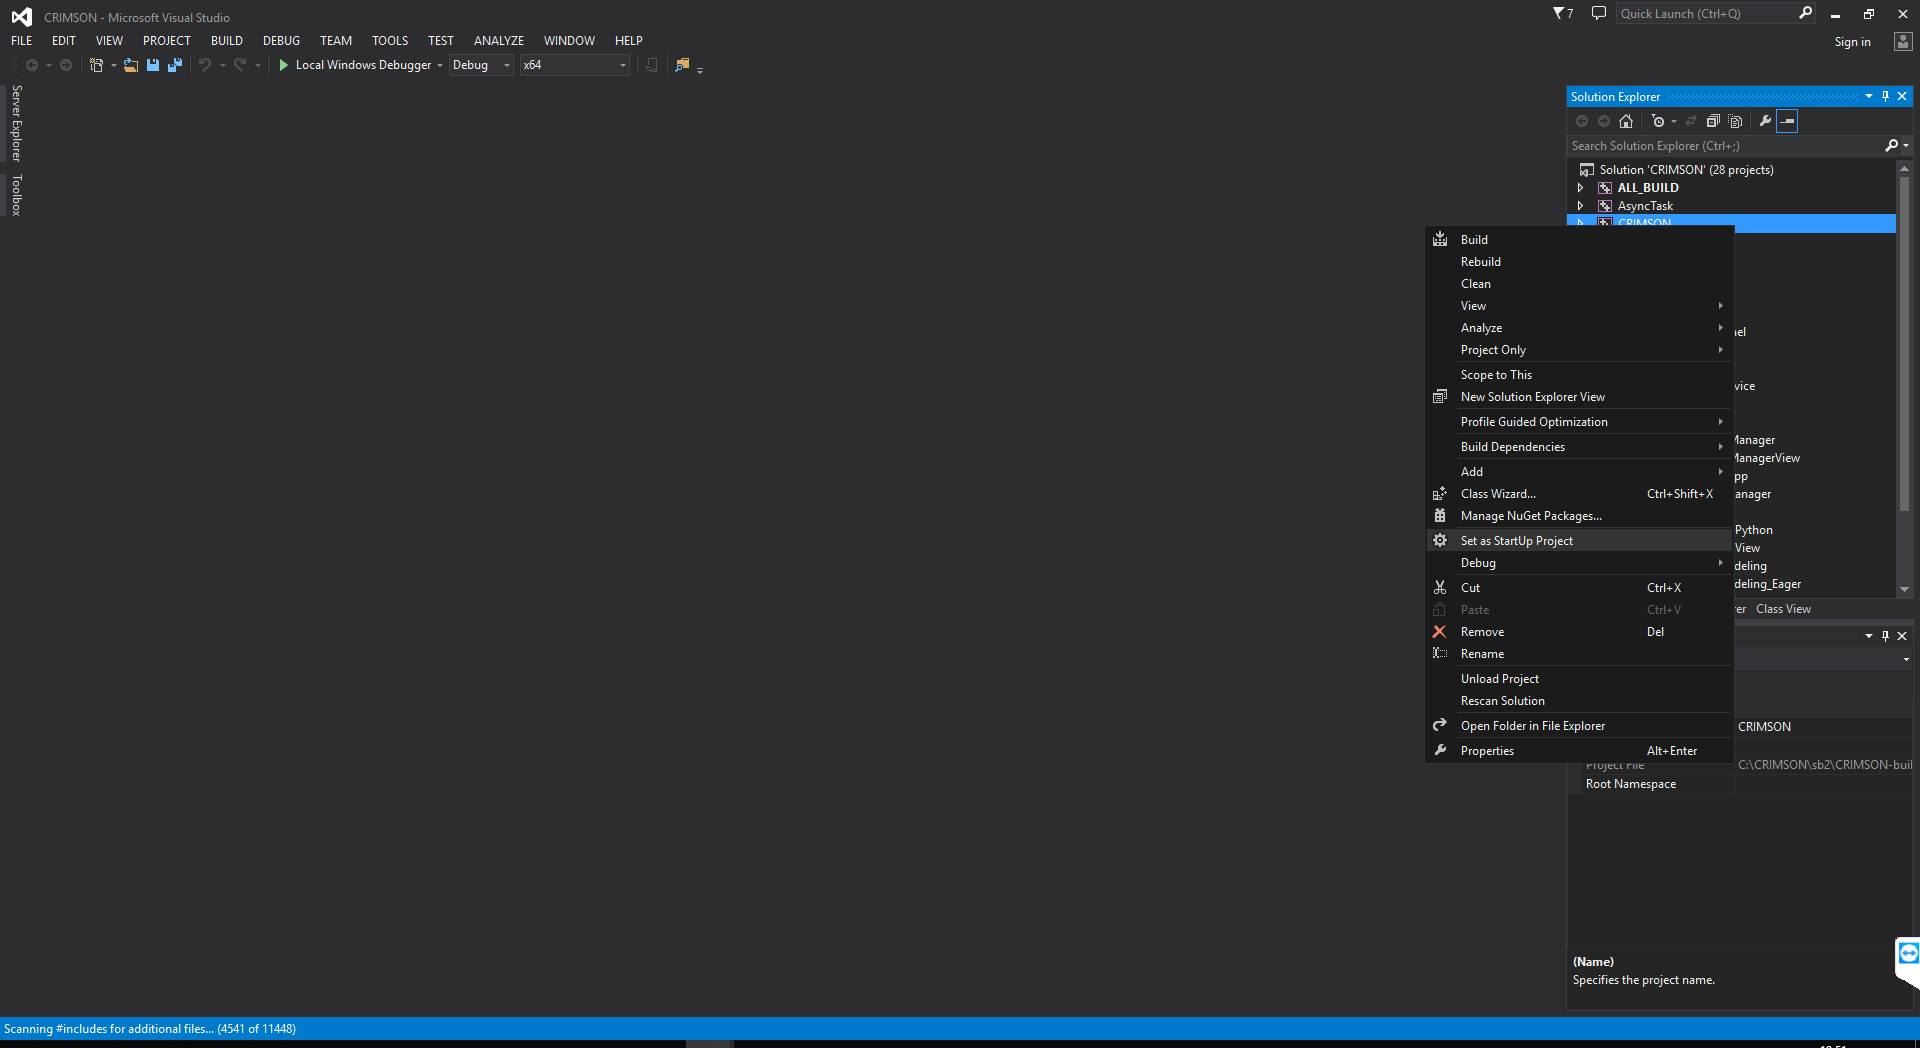 CRIMSON - Microsoft Visual Studio
7
Quick Launch (Ctrl+Q)
FILE EDIT VIEW PROJECT BUILD DEBUG TEAM TOOLS TEST ANALYZE WINDOW HELP
Sign in
Local Windows Debugger Debug x64
Server Explorer
Toolbox
Solution Explorer
Search Solution Explorer (Ctrl+;)
Solution 'CRIMSON' (28 projects)
ALL_BUILD
AsyncTask
CRIMSON
Build
Rebuild
Clean
View
Analyze
Project Only
Scope to This
New Solution Explorer View
Profile Guided Optimization
Build Dependencies
Add
Class Wizard... Ctrl+Shift+X
Manage NuGet Packages...
Set as StartUp Project
Debug
Cut Ctrl+X
Paste Ctrl+V
Remove Del
Rename
Unload Project
Rescan Solution
Open Folder in File Explorer
Properties Alt+Enter
nel
vice
Manager
ManagerView
pp
anager
Python
View
deling
deling_Eager
rer Class View
CRIMSON
Project File C:\CRIMSON\sb2\CRIMSON-buil
Root Namespace
(Name)
Specifies the project name.
Scanning #includes for additional files... (4541 of 11448)